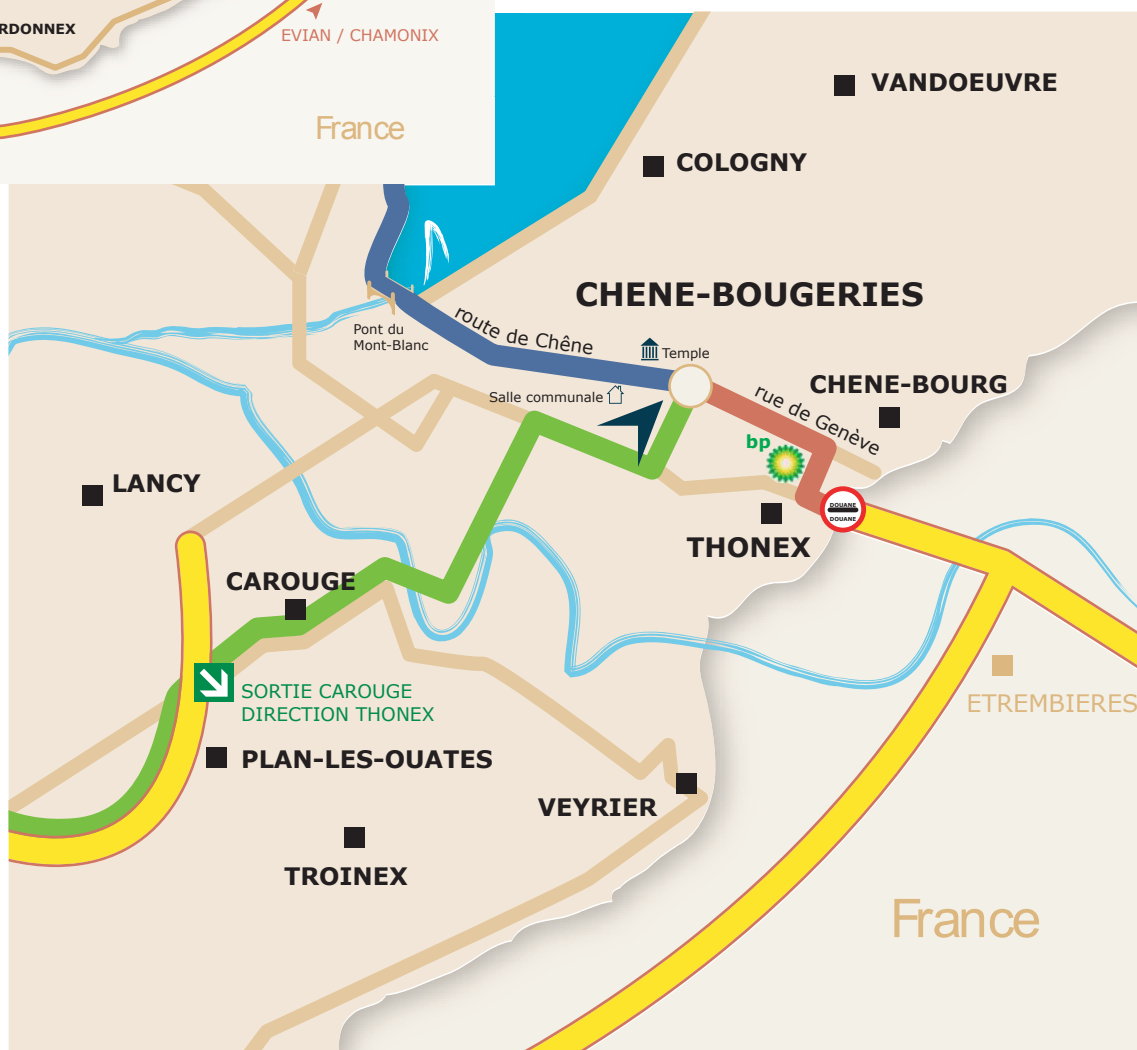 RDONNEX
EVIAN / CHAMONIX
France
VANDOEUVRE
COLOGNY
CHENE-BOUGERIES
route de Chêne
Pont du
Mont-Blanc
Temple
Salle communale
CHENE-BOURG
rue de Genève
bp
LANCY
DOUANE
DOUANE
THONEX
CAROUGE
SORTIE CAROUGE
DIRECTION THONEX
ETREMBIERES
PLAN-LES-OUATES
VEYRIER
TROINEX
France